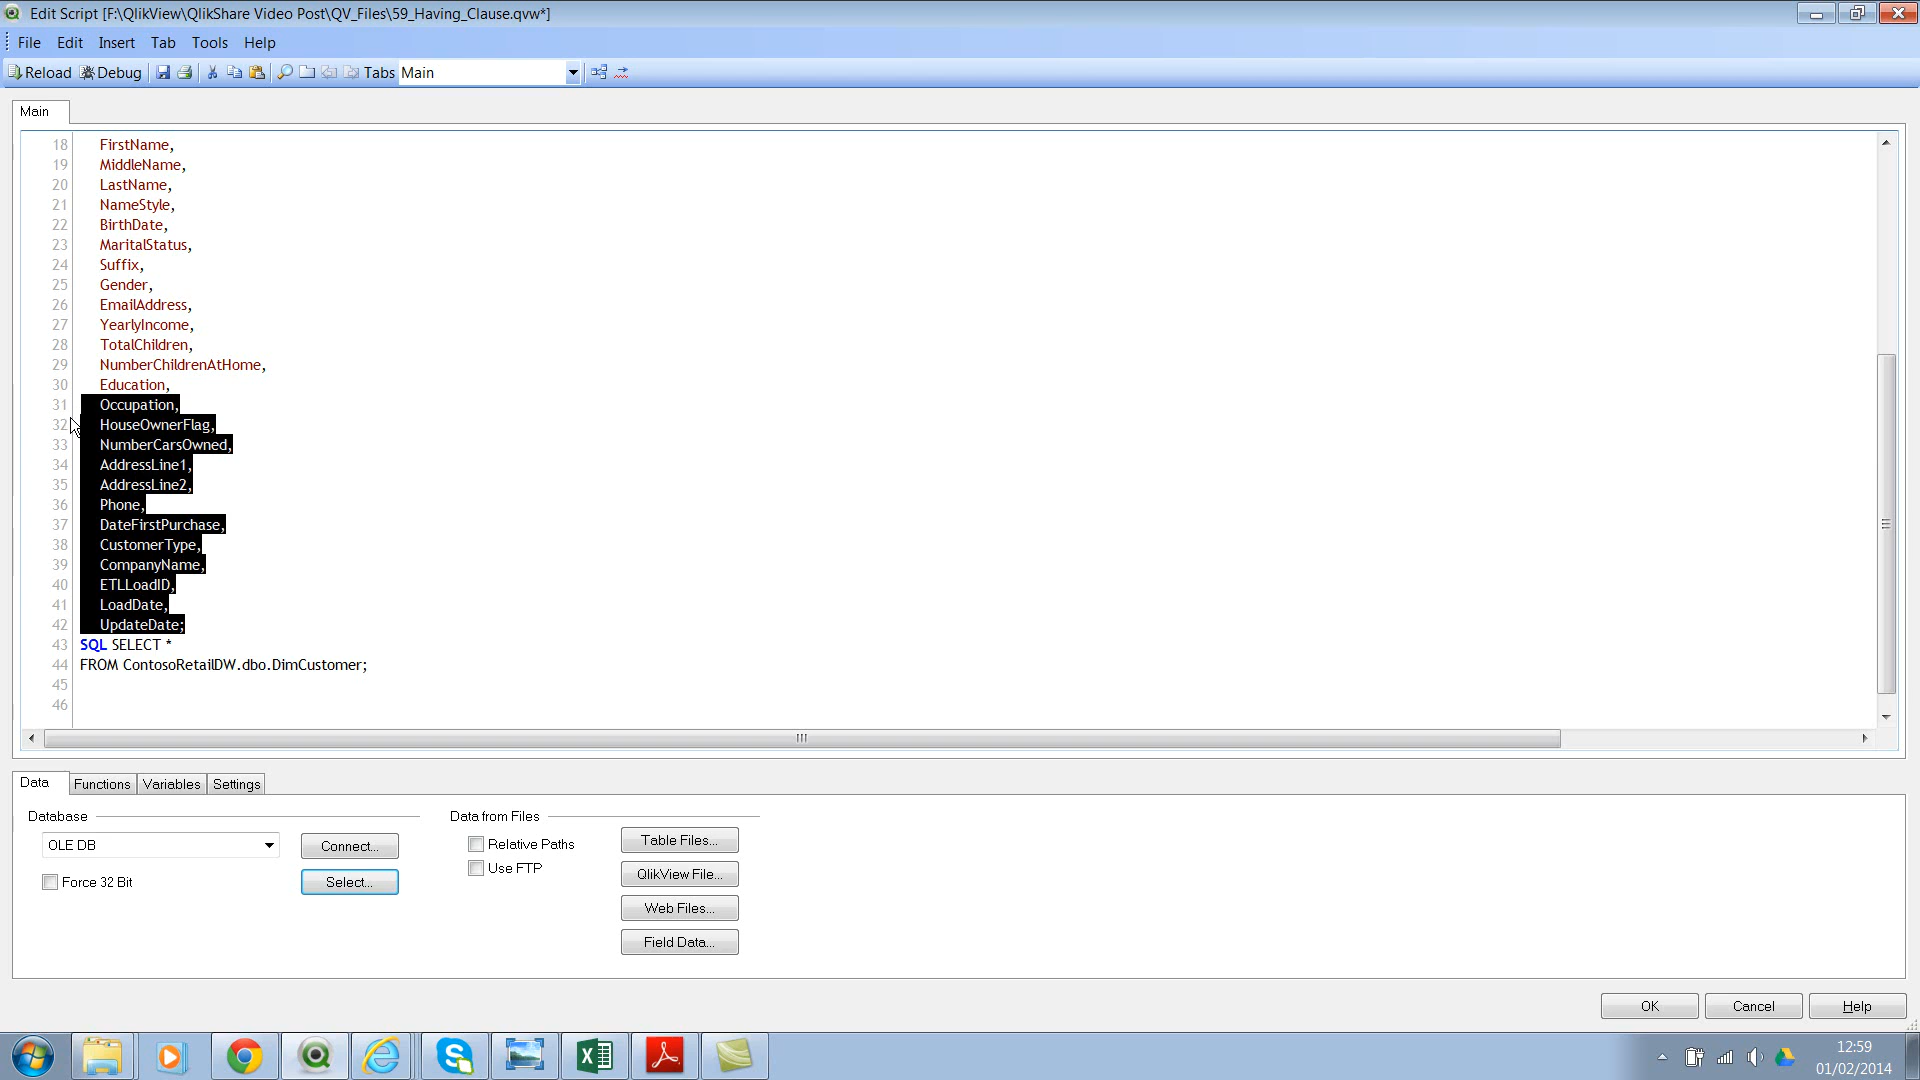 Edit Script [F:\QlikView\QlikShare Video Post\QV_Files\59_Having_Clause.qvw*]
File Edit Insert Tab Tools Help
Reload Debug Tabs Main
Main
18 FirstName,
19 MiddleName,
20 LastName,
21 NameStyle,
22 BirthDate,
23 MaritalStatus,
24 Suffix,
25 Gender,
26 EmailAddress,
27 YearlyIncome,
28 TotalChildren,
29 NumberChildrenAtHome,
30 Education,
31 Occupation,
32 HouseOwnerFlag,
33 NumberCarsOwned,
34 AddressLine1,
35 AddressLine2,
36 Phone,
37 DateFirstPurchase,
38 CustomerType,
39 CompanyName,
40 ETLLoadID,
41 LoadDate,
42 UpdateDate;
43 SQL SELECT *
44 FROM ContosoRetailDW.dbo.DimCustomer;
45
46
Data Functions Variables Settings
Database
OLE DB
Connect...
Force 32 Bit
Select...
Data from Files
Relative Paths
Use FTP
Table Files...
QlikView File...
Web Files...
Field Data...
OK Cancel Help
12:59
01/02/2014